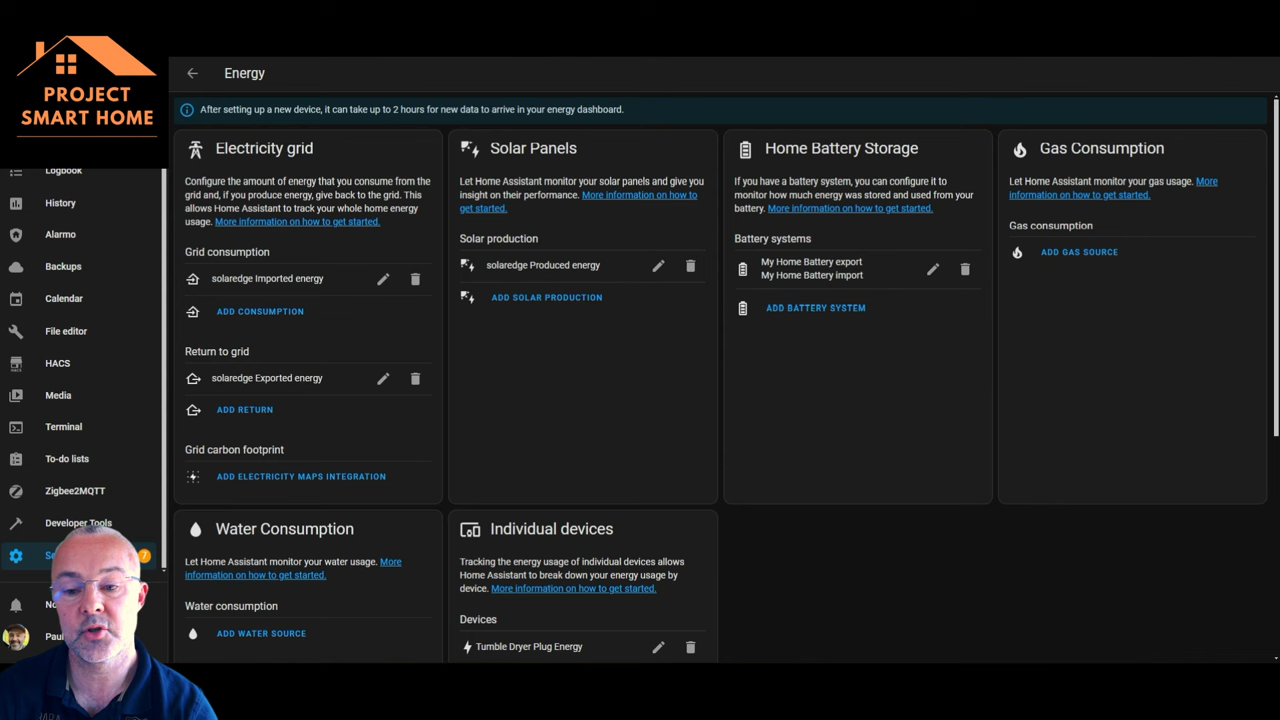 PROJECT
SMART HOME
Logbook
History
Alarmo
Backups
Calendar
File editor
HACS
Media
Terminal
To-do lists
Zigbee2MQTT
Developer Tools
7
Energy
After setting up a new device, it can take up to 2 hours for new data to arrive in your energy dashboard.
Electricity grid
Configure the amount of energy that you consume from the
grid and, if you produce energy, give back to the grid. This
allows Home Assistant to track your whole home energy
usage. More information on how to get started.
Grid consumption
solaredge Imported energy
ADD CONSUMPTION
Return to grid
solaredge Exported energy
ADD RETURN
Grid carbon footprint
ADD ELECTRICITY MAPS INTEGRATION
Solar Panels
Let Home Assistant monitor your solar panels and give you
insight on their performance. More information on how to
get started.
Solar production
solaredge Produced energy
ADD SOLAR PRODUCTION
Home Battery Storage
If you have a battery system, you can configure it to
monitor how much energy was stored and used from your
battery. More information on how to get started.
Battery systems
My Home Battery export
My Home Battery import
ADD BATTERY SYSTEM
Gas Consumption
Let Home Assistant monitor your gas usage. More
information on how to get started.
Gas consumption
ADD GAS SOURCE
Water Consumption
Let Home Assistant monitor your water usage. More
information on how to get started.
Water consumption
ADD WATER SOURCE
Individual devices
Tracking the energy usage of individual devices allows
Home Assistant to break down your energy usage by
device. More information on how to get started.
Devices
Tumble Dryer Plug Energy